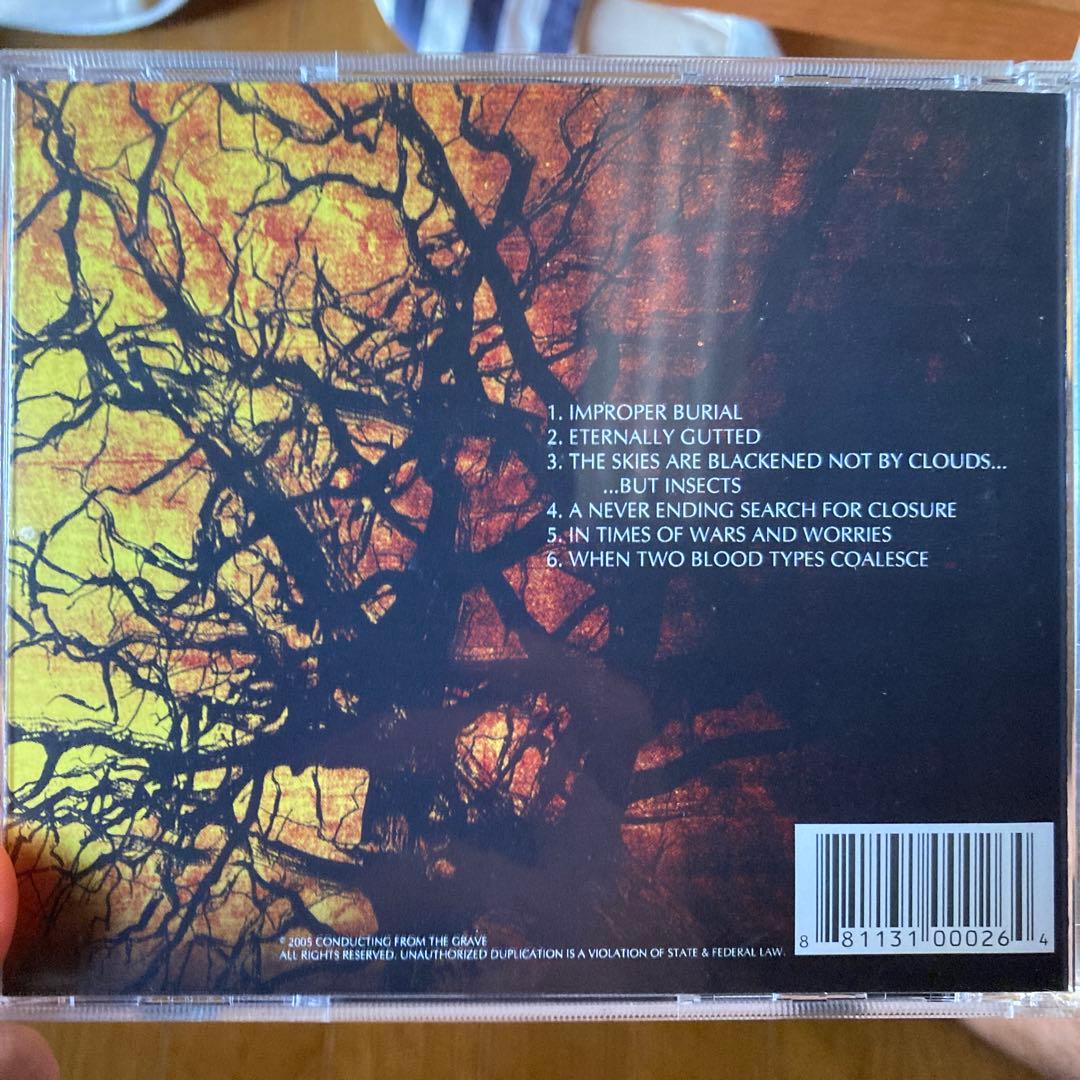 1. IMPROPER BURIAL
2. ETERNALLY GUTTED
3. THE SKIES ARE BLACKENED NOT BY CLOUDS...
...BUT INSECTS
4. A NEVER ENDING SEARCH FOR CLOSURE
5. IN TIMES OF WARS AND WORRIES
6. WHEN TWO BLOOD TYPES COALESCE
© 2005 CONDUCTING FROM THE GRAVE
ALL RIGHTS RESERVED. UNAUTHORIZED DUPLICATION IS A VIOLATION OF STATE & FEDERAL LAW.
8 81131 00026 4